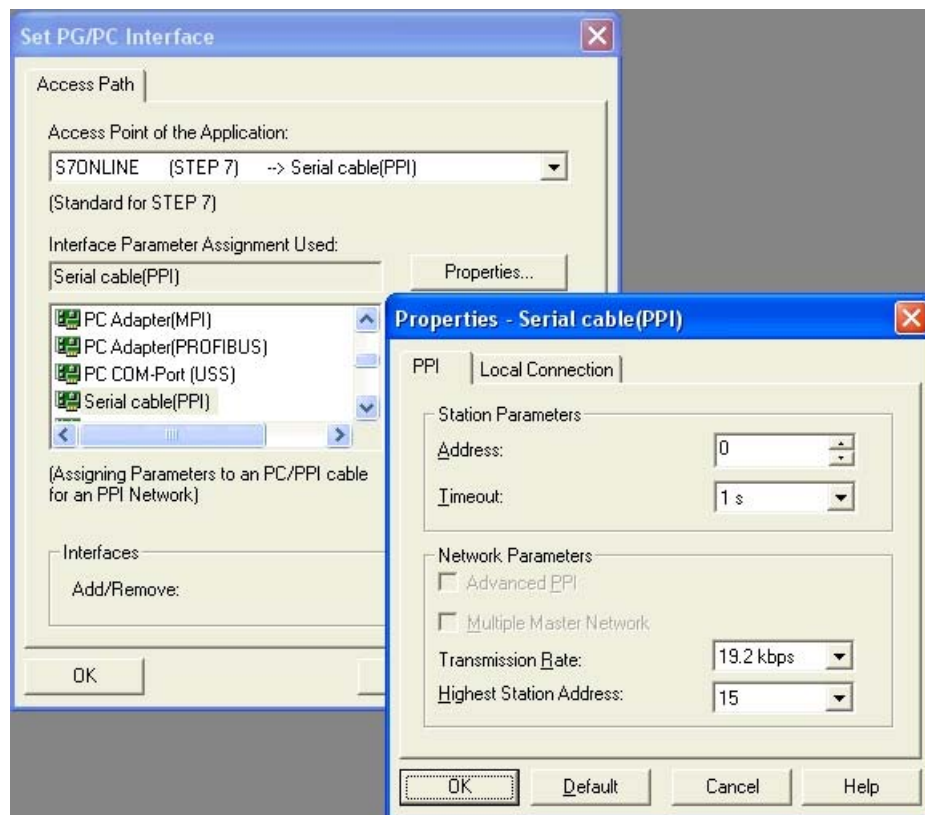 Set PG/PC Interface
Access Path
Access Point of the Application:
S7ONLINE (STEP 7) --> Serial cable(PPI)
(Standard for STEP 7)
Interface Parameter Assignment Used:
Serial cable(PPI)
Properties...
PC Adapter(MPI)
PC Adapter(PROFIBUS)
PC COM-Port (USS)
Serial cable(PPI)
(Assigning Parameters to an PC/PPI cable
for an PPI Network)
Interfaces
Add/Remove:
OK
Properties - Serial cable(PPI)
PPI
Local Connection
Station Parameters
Address:
0
Timeout:
1 s
Network Parameters
Advanced PPI
Multiple Master Network
Transmission Rate:
19.2 kbps
Highest Station Address:
15
OK
Default
Cancel
Help